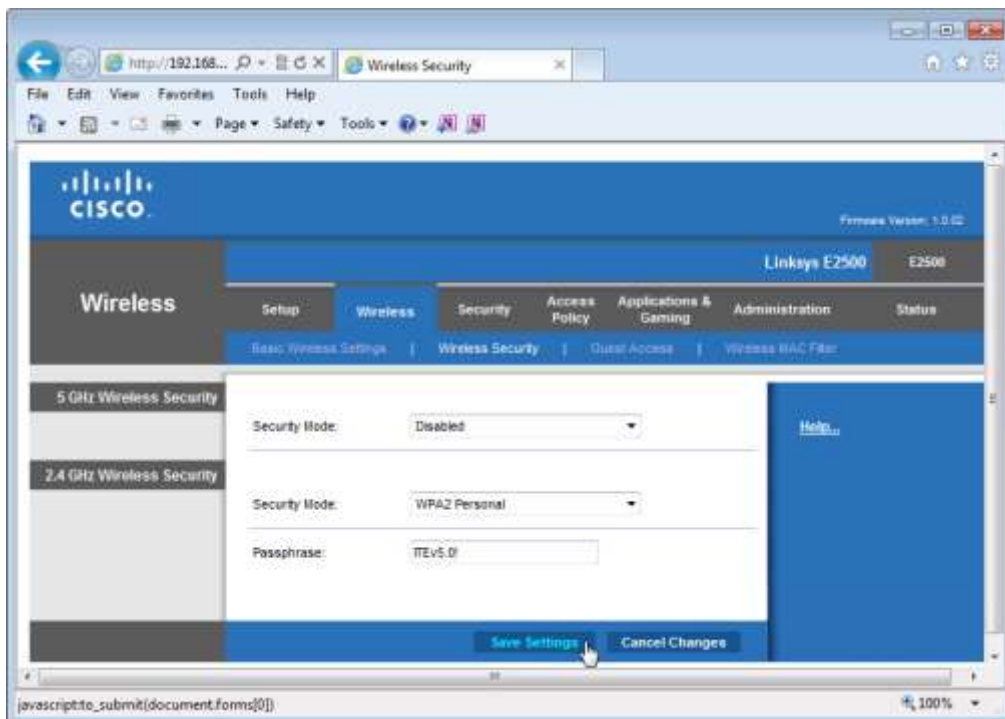 http://192.168...
Wireless Security
File Edit View Favorites Tools Help
Page Safety Tools
CISCO
Firmware Version: 1.0.02
Linksys E2500 E2500
Wireless
Setup Wireless Security Access Policy Applications & Gaming Administration Status
Basic Wireless Settings | Wireless Security | Guest Access | Wireless MAC Filter
5 GHz Wireless Security
Security Mode: Disabled
Help...
2.4 GHz Wireless Security
Security Mode: WPA2 Personal
Passphrase: ITEv5.0!
Save Settings Cancel Changes
javascript:to_submit(document.forms[0])
100%